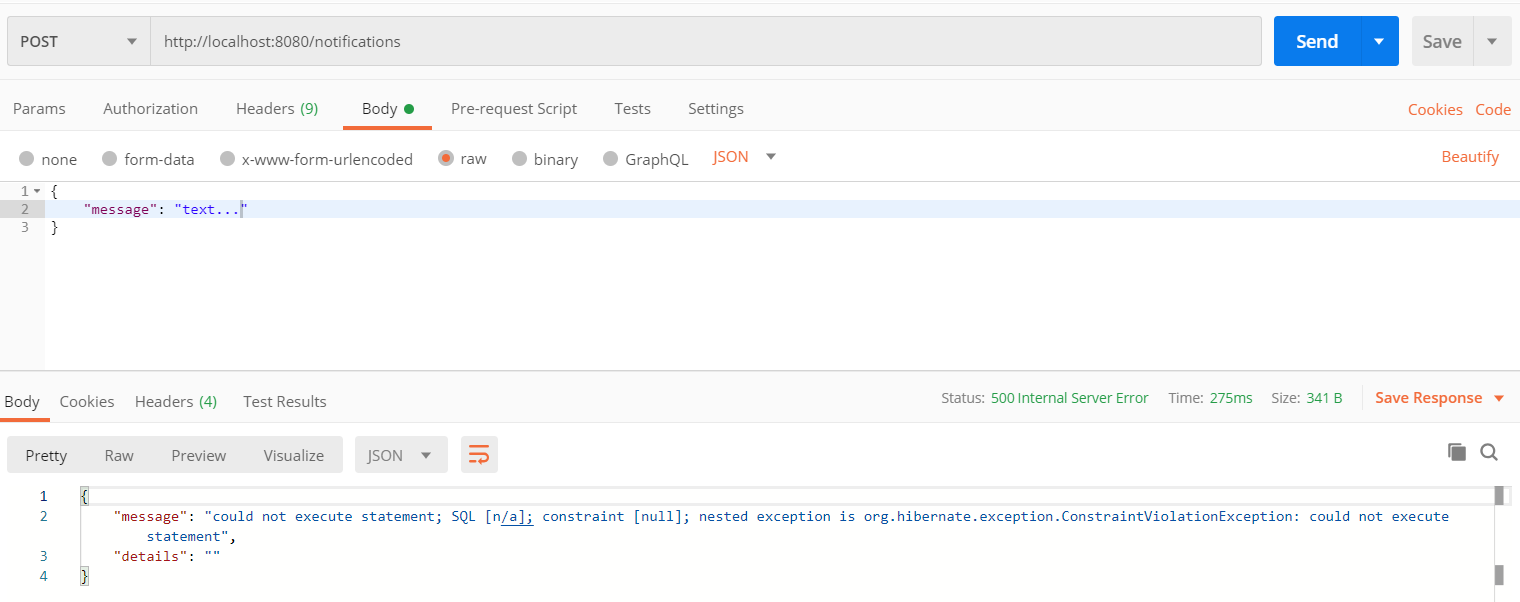 POST http://localhost:8080/notifications Send Save
Params Authorization Headers (9) Body Pre-request Script Tests Settings Cookies Code
none form-data x-www-form-urlencoded raw binary GraphQL JSON Beautify
1 {
2 "message": "text..."
3 }
Body Cookies Headers (4) Test Results Status: 500 Internal Server Error Time: 275ms Size: 341 B Save Response
Pretty Raw Preview Visualize JSON
1 {
2 "message": "could not execute statement; SQL [n/a]; constraint [null]; nested exception is org.hibernate.exception.ConstraintViolationException: could not execute
statement",
3 "details": ""
4 }